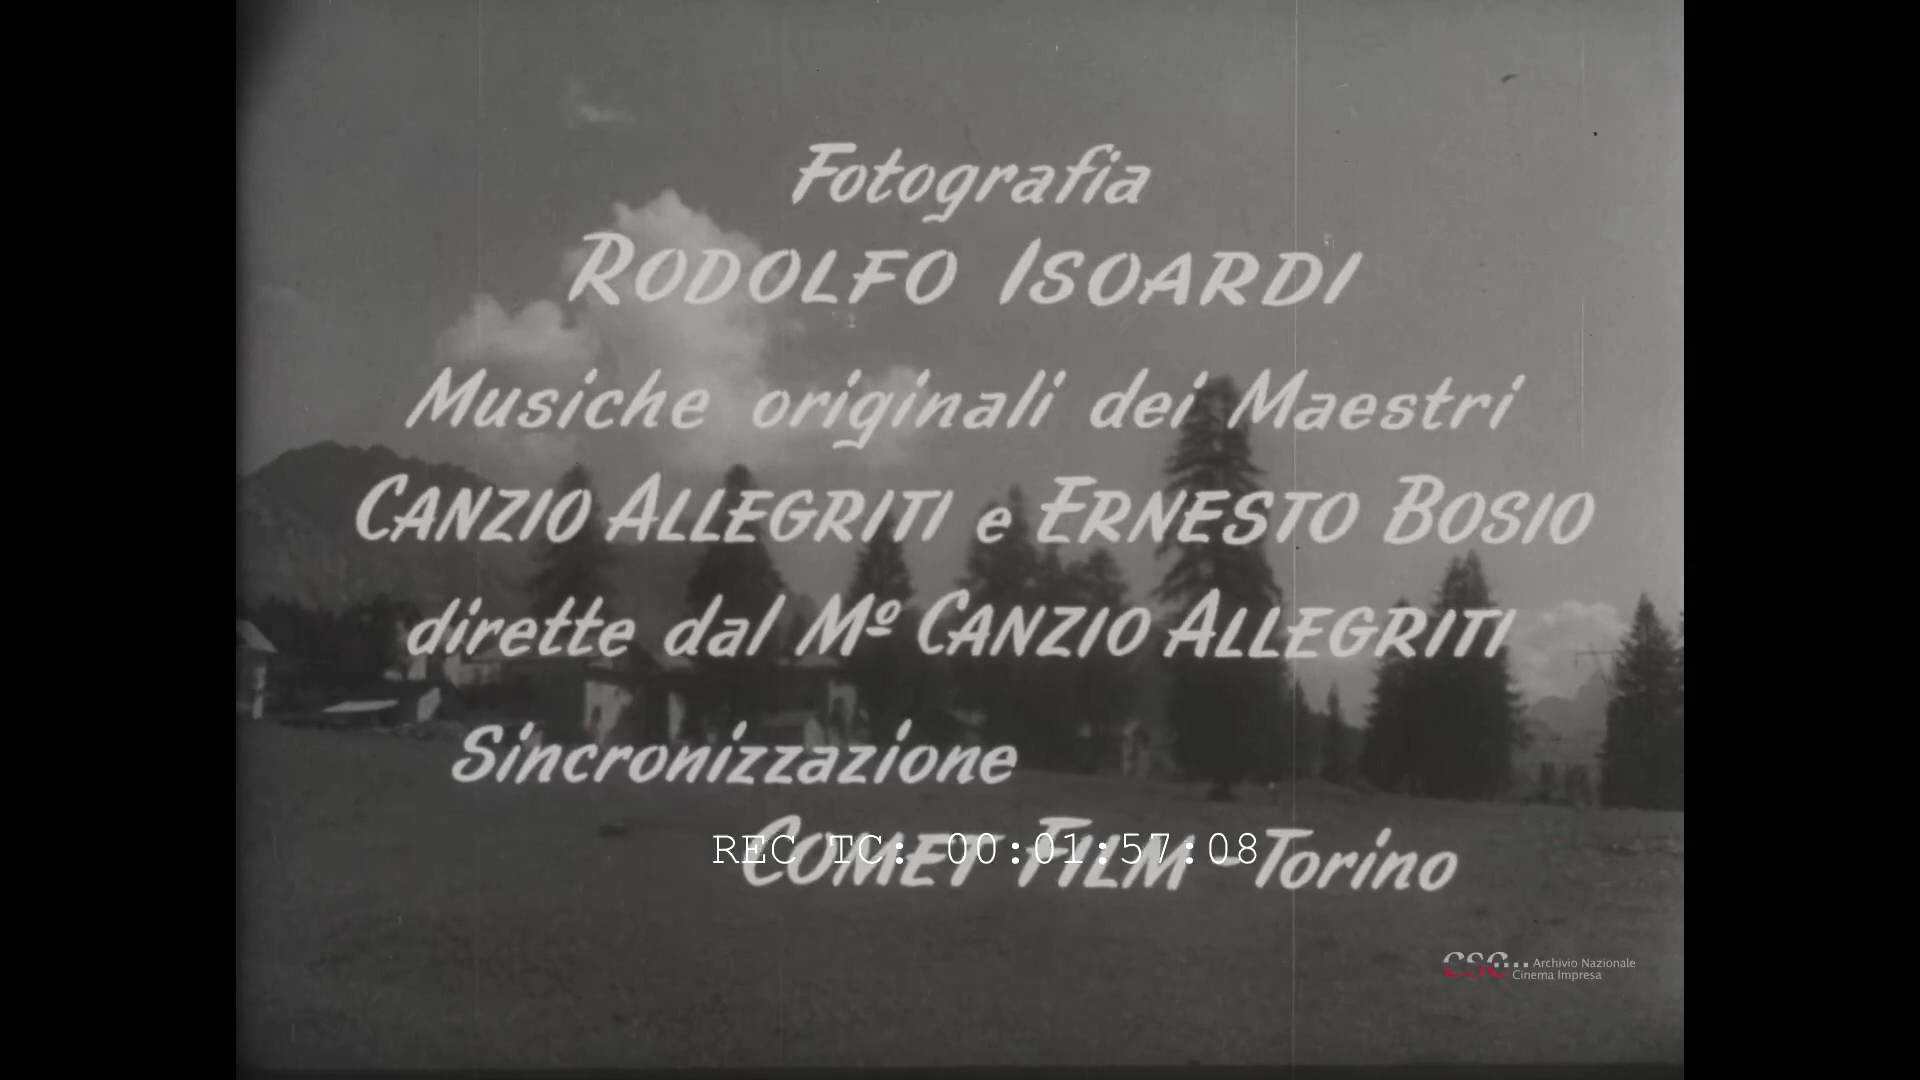 Fotografia
RODOLFO ISOARDI
Musiche originali dei Maestri
CANZIO ALLEGRITI e ERNESTO BOSIO
dirette dal Mº CANZIO ALLEGRITI
Sincronizzazione
COMET FILM - Torino
REC TC: 00:01:57:08
CSC... Archivio Nazionale
Cinema Impresa